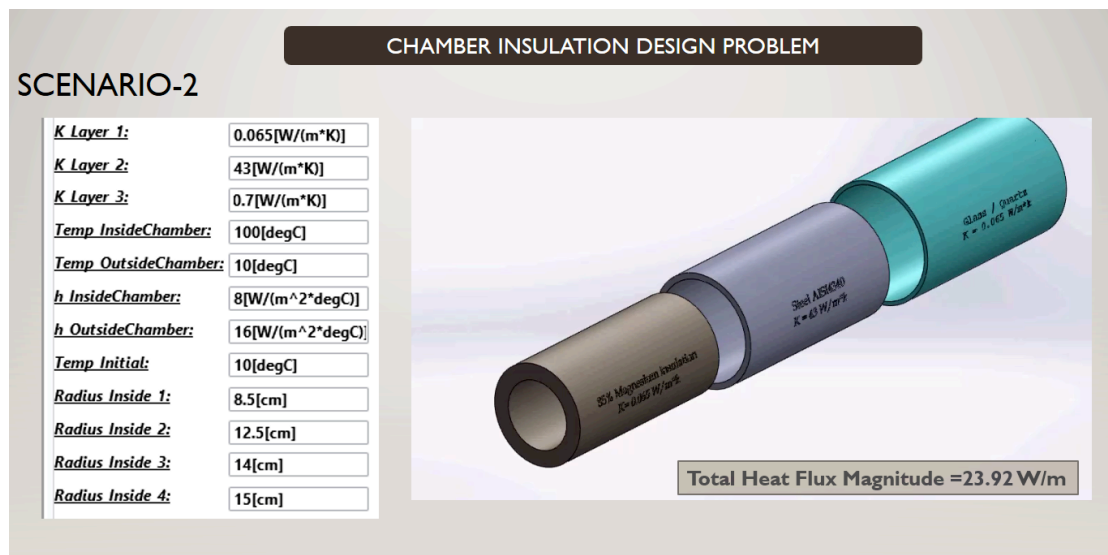 CHAMBER INSULATION DESIGN PROBLEM
SCENARIO-2
K Layer 1: 0.065[W/(m*K)]
K Layer 2: 43[W/(m*K)]
K Layer 3: 0.7[W/(m*K)]
Temp InsideChamber: 100[degC]
Temp OutsideChamber: 10[degC]
h InsideChamber: 8[W/(m^2*degC)]
h OutsideChamber: 16[W/(m^2*degC)]
Temp Initial: 10[degC]
Radius Inside 1: 8.5[cm]
Radius Inside 2: 12.5[cm]
Radius Inside 3: 14[cm]
Radius Inside 4: 15[cm]
Glass / Quartz
K = 0.065 W/m*k
Steel AISI4340
K = 43 W/m*k
85% Magnesium insulation
K= 0.065 W/m*k
Total Heat Flux Magnitude =23.92 W/m